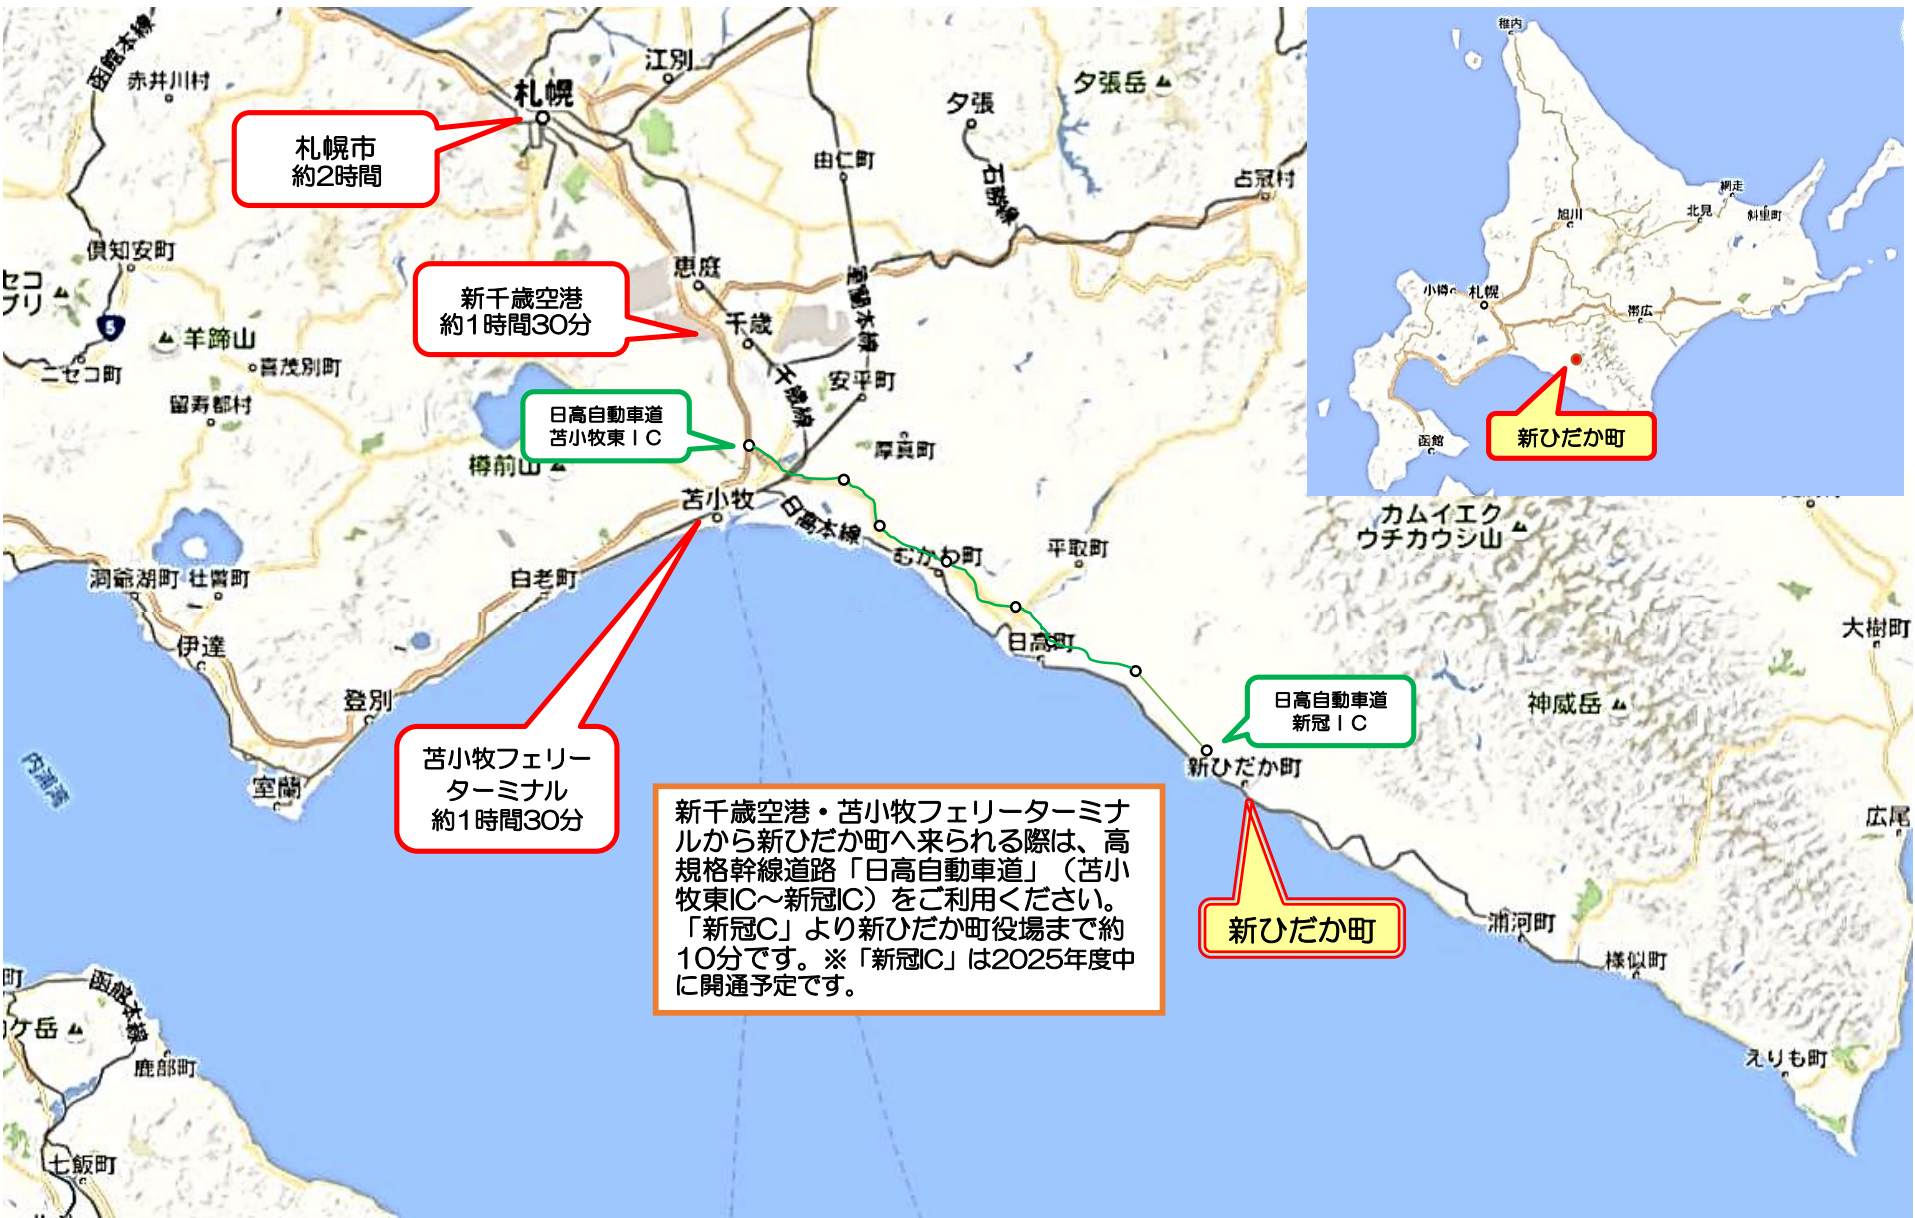 函館本線
赤井川村
札幌
江別
夕張
夕張岳
札幌市
約2時間
由仁町
石勝線
占冠村
倶知安町
恵庭
室蘭本線
新千歳空港
約1時間30分
5
羊蹄山
千歳
ニセコ町
喜茂別町
千歳線
安平町
留寿都村
日高自動車道
苫小牧東IC
厚真町
樽前山
苫小牧
日高本線
むかわ町
平取町
カムイエク
ウチカウシ山
洞爺湖町
壮瞥町
白老町
伊達
日高町
大樹町
登別
日高自動車道
新冠IC
神威岳
内浦湾
室蘭
苫小牧フェリー
ターミナル
約1時間30分
新ひだか町
広尾
新千歳空港・苫小牧フェリーターミナ
ルから新ひだか町へ来られる際は、高
規格幹線道路「日高自動車道」（苫小
牧東IC～新冠IC）をご利用ください。
「新冠C」より新ひだか町役場まで約
10分です。※「新冠IC」は2025年度中
に開通予定です。
新ひだか町
浦河町
様似町
えりも町
函館本線
鹿部町
七飯町
稚内
網走
旭川
北見
斜里町
小樽
札幌
帯広
函館
新ひだか町